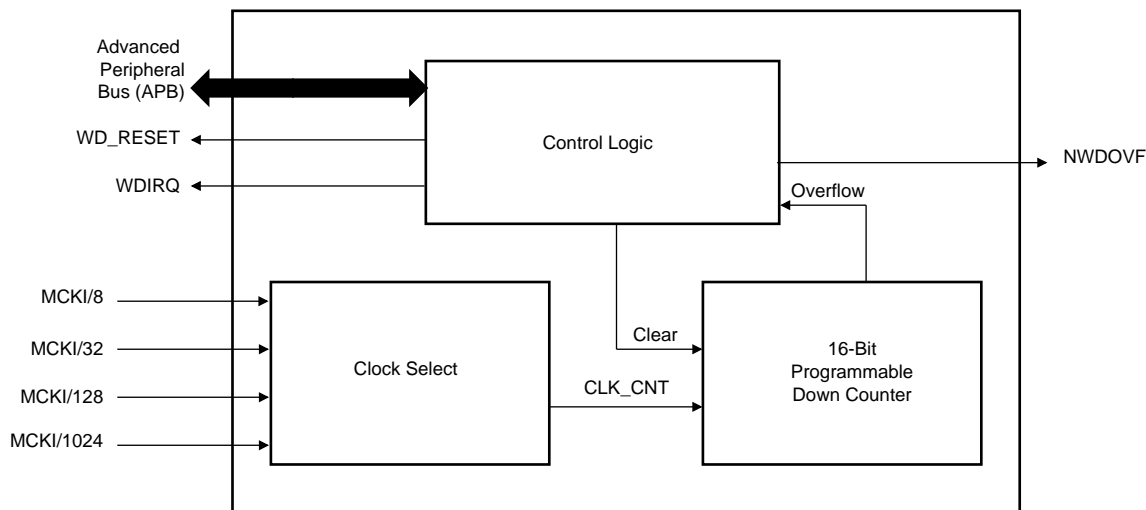 Advanced
Peripheral
Bus (APB)
WD_RESET
WDIRQ
Control Logic
NWDOVF
Overflow
MCKI/8
MCKI/32
MCKI/128
MCKI/1024
Clock Select
Clear
CLK_CNT
16-Bit
Programmable
Down Counter